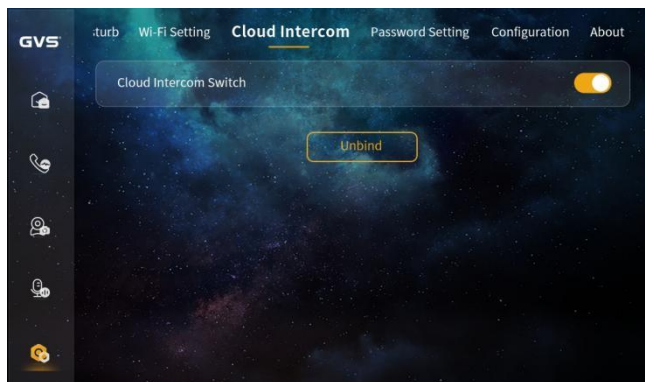 GVS
:turb Wi-Fi Setting Cloud Intercom Password Setting Configuration About
Cloud Intercom Switch
Unbind